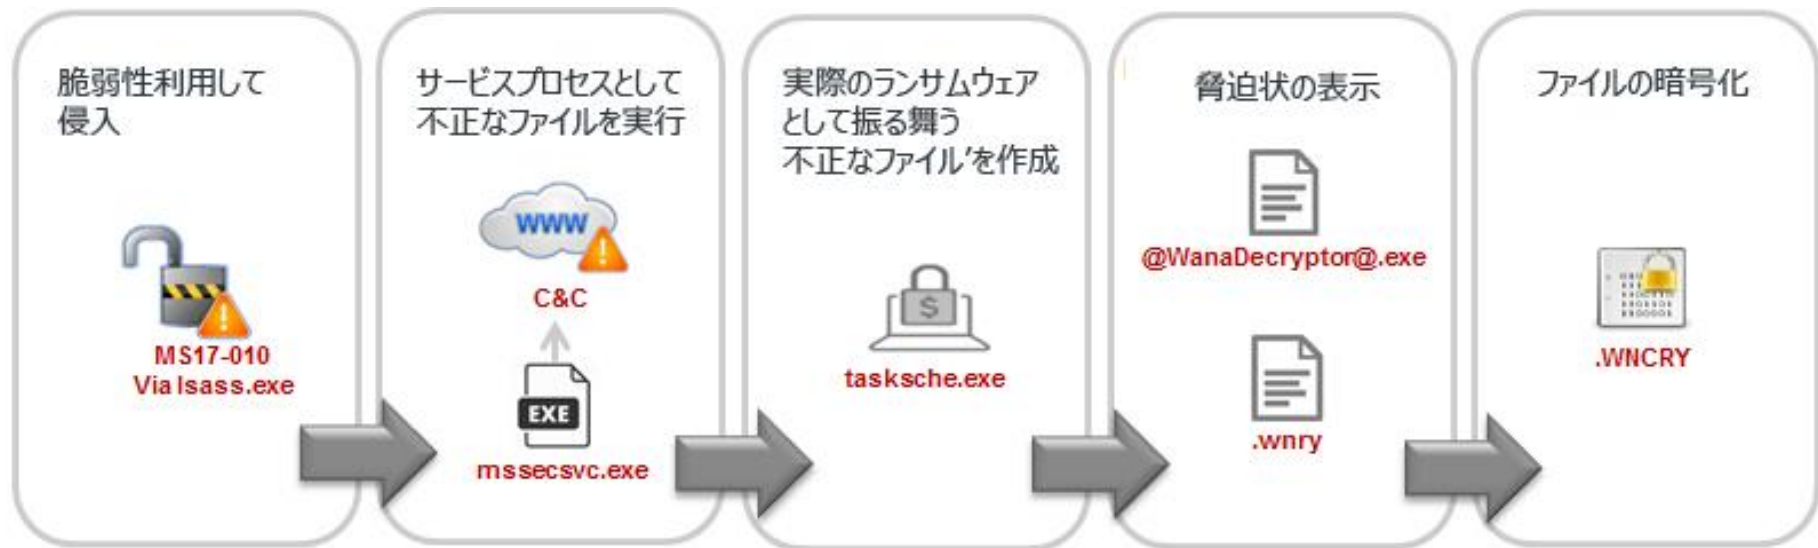 脆弱性利用して
侵入
MS17-010
Via lsass.exe
サービスプロセスとして
不正なファイルを実行
WWW
C&C
EXE
mssecsvc.exe
実際のランサムウェア
として振る舞う
不正なファイル'を作成
$
tasksche.exe
脅迫状の表示
@WanaDecryptor@.exe
.wnry
ファイルの暗号化
.WNCRY